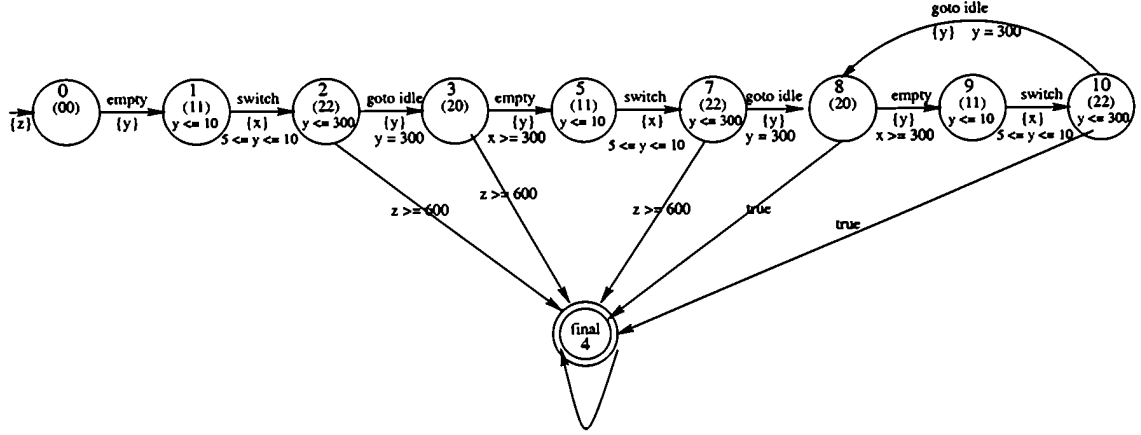 goto idle
{y} y = 300
0
(00)
{z}
empty
{y}
1
(11)
y <= 10
switch
{x}
5 <= y <= 10
2
(22)
y <= 300
goto idle
{y}
y = 300
3
(20)
empty
{y}
x >= 300
5
(11)
y <= 10
switch
{x}
5 <= y <= 10
7
(22)
y <= 300
goto idle
{y}
y = 300
8
(20)
empty
{y}
x >= 300
9
(11)
y <= 10
switch
{x}
5 <= y <= 10
10
(22)
y <= 300
z >= 600
z >= 600
z >= 600
true
true
final
4